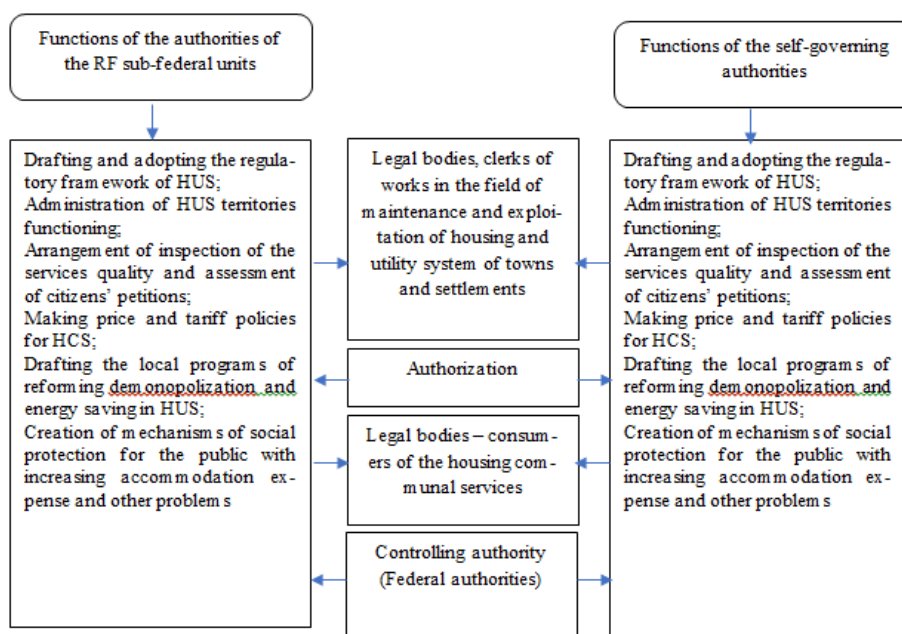 Functions of the authorities of
the RF sub-federal units
Functions of the self-governing
authorities
Drafting and adopting the regula-
tory framework of HUS;
Administration of HUS territories
functioning;
Arrangement of inspection of the
services quality and assessment
of citizens’ petitions;
Making price and tariff policies
for HCS;
Drafting the local programs of
reforming demonopolization and
energy saving in HUS;
Creation of mechanisms of social
protection for the public with
increasing accommodation ex-
pense and other problems
Legal bodies, clerks of
works in the field of
maintenance and exploi-
tation of housing and
utility system of towns
and settlements
Authorization
Legal bodies – consum-
ers of the housing com-
munal services
Controlling authority
(Federal authorities)
Drafting and adopting the regula-
tory framework of HUS;
Administration of HUS territories
functioning;
Arrangement of inspection of the
services quality and assessment
of citizens’ petitions;
Making price and tariff policies
for HCS;
Drafting the local programs of
reforming demonopolization and
energy saving in HUS;
Creation of mechanisms of social
protection for the public with
increasing accommodation ex-
pense and other problems